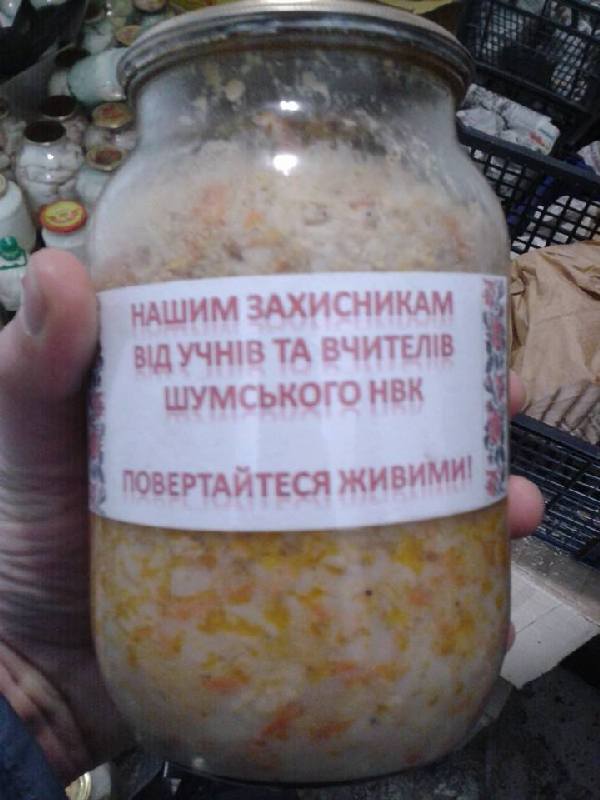 НАШИМ ЗАХИСНИКАМ
ВІД УЧНІВ ТА ВЧИТЕЛІВ
ШУМСЬКОГО НВК
ПОВЕРТАЙТЕСЯ ЖИВИМИ!